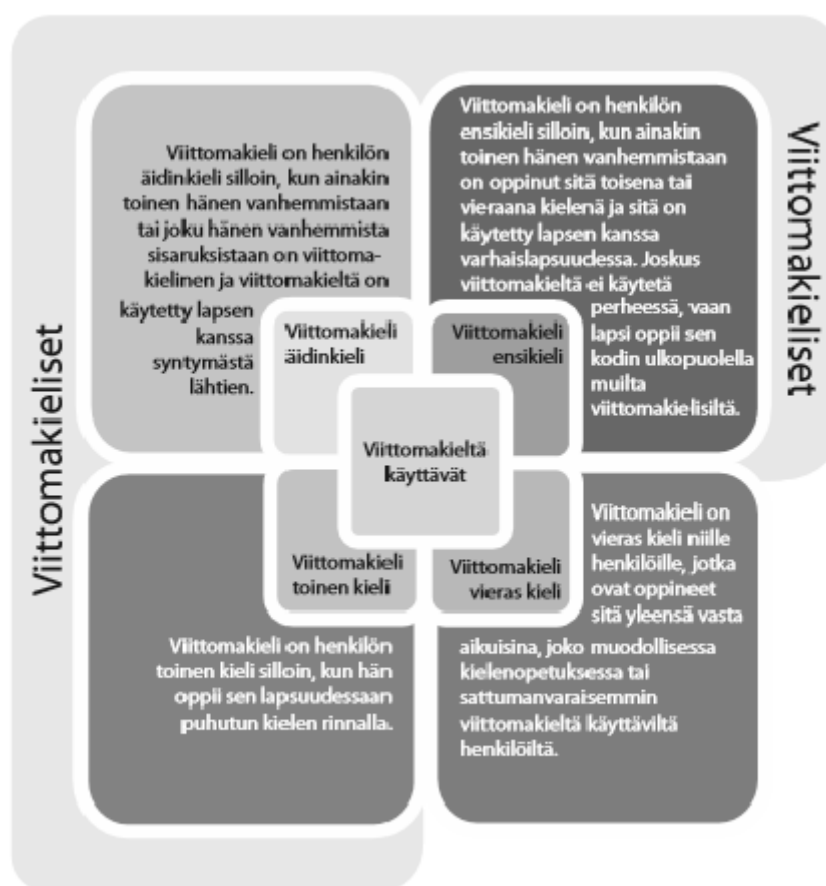 Viittomakieliset
Viittomakieliset
Viittomakieli on henkilön
äidinkieli silloin, kun ainakin
toinen hänen vanhemmistaan
tai joku hänen vanhemmista
sisaruksistaan on viittoma-
kielinen ja viittomakieltä on
käytetty lapsen
kanssa
syntymästä
lähtien.
Viittomakieli
äidinkieli
Viittomakieli on henkilön
ensikieli silloin, kun ainakin
toinen hänen vanhemmistaan
on oppinut sitä toisena tai
vieraana kielenä ja sitä on
käytetty lapsen kanssa
varhaislapsuudessa. Joskus
viittomakieltä ei käytetä
perheessä, vaan
lapsi oppii sen
kodin ulkopuolella
muilta
viittomakielisiltä.
Viittomakieli
ensikieli
Viittomakieltä
käyttävät
Viittomakieli
toinen kieli
Viittomakieli on henkilön
toinen kieli silloin, kun hän
oppii sen lapsuudessaan
puhutun kielen rinnalla.
Viittomakieli
vieras kieli
Viittomakieli on
vieras kieli niille
henkilöille, jotka
ovat oppineet
sitä yleensä vasta
aikuisina, joko muodollisessa
kielenopetuksessa tai
sattumanvaraisemmin
viittomakieltä käyttäviltä
henkilöiltä.